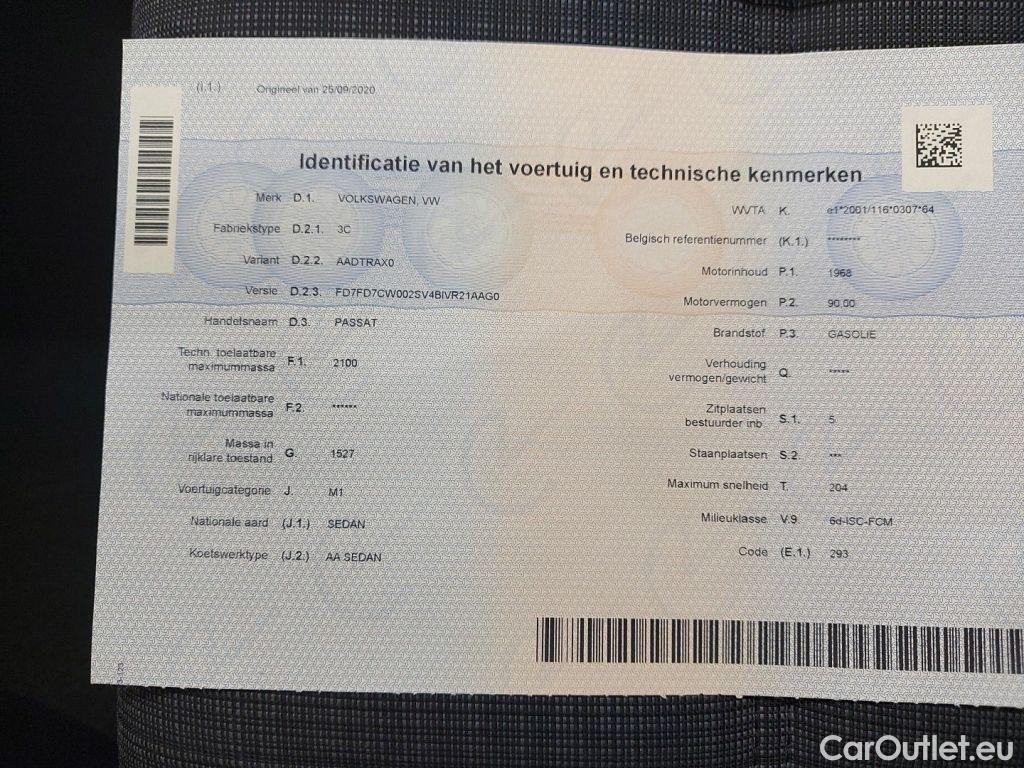 (I.1.) Origineel van 25/09/2020
Identificatie van het voertuig en technische kenmerken
Merk D.1. VOLKSWAGEN, VW
Fabriekstype D.2.1. 3C
Variant D.2.2. AADTRAX0
Versie D.2.3. FD7FD7CW002SV4BIVR21AAG0
Handelsnaam D.3. PASSAT
Techn. toelaatbare
maximummassa F.1. 2100
Nationale toelaatbare
maximummassa F.2. ******
Massa in
rijklare toestand G. 1527
Voertuigcategorie J. M1
Nationale aard (J.1.) SEDAN
Koetswerktype (J.2.) AA SEDAN
WVTA K. e1*2001/116*0307*64
Belgisch referentienummer (K.1.) ********
Motorinhoud P.1. 1968
Motorvermogen P.2. 90,00
Brandstof P.3. GASOLIE
Verhouding
vermogen/gewicht Q. *****
Zitplaatsen
bestuurder inb. S.1. 5
Staanplaatsen S.2. ***
Maximum snelheid T. 204
Milieuklasse V.9. 6d-ISC-FCM
Code (E.1.) 293
CarOutlet.eu